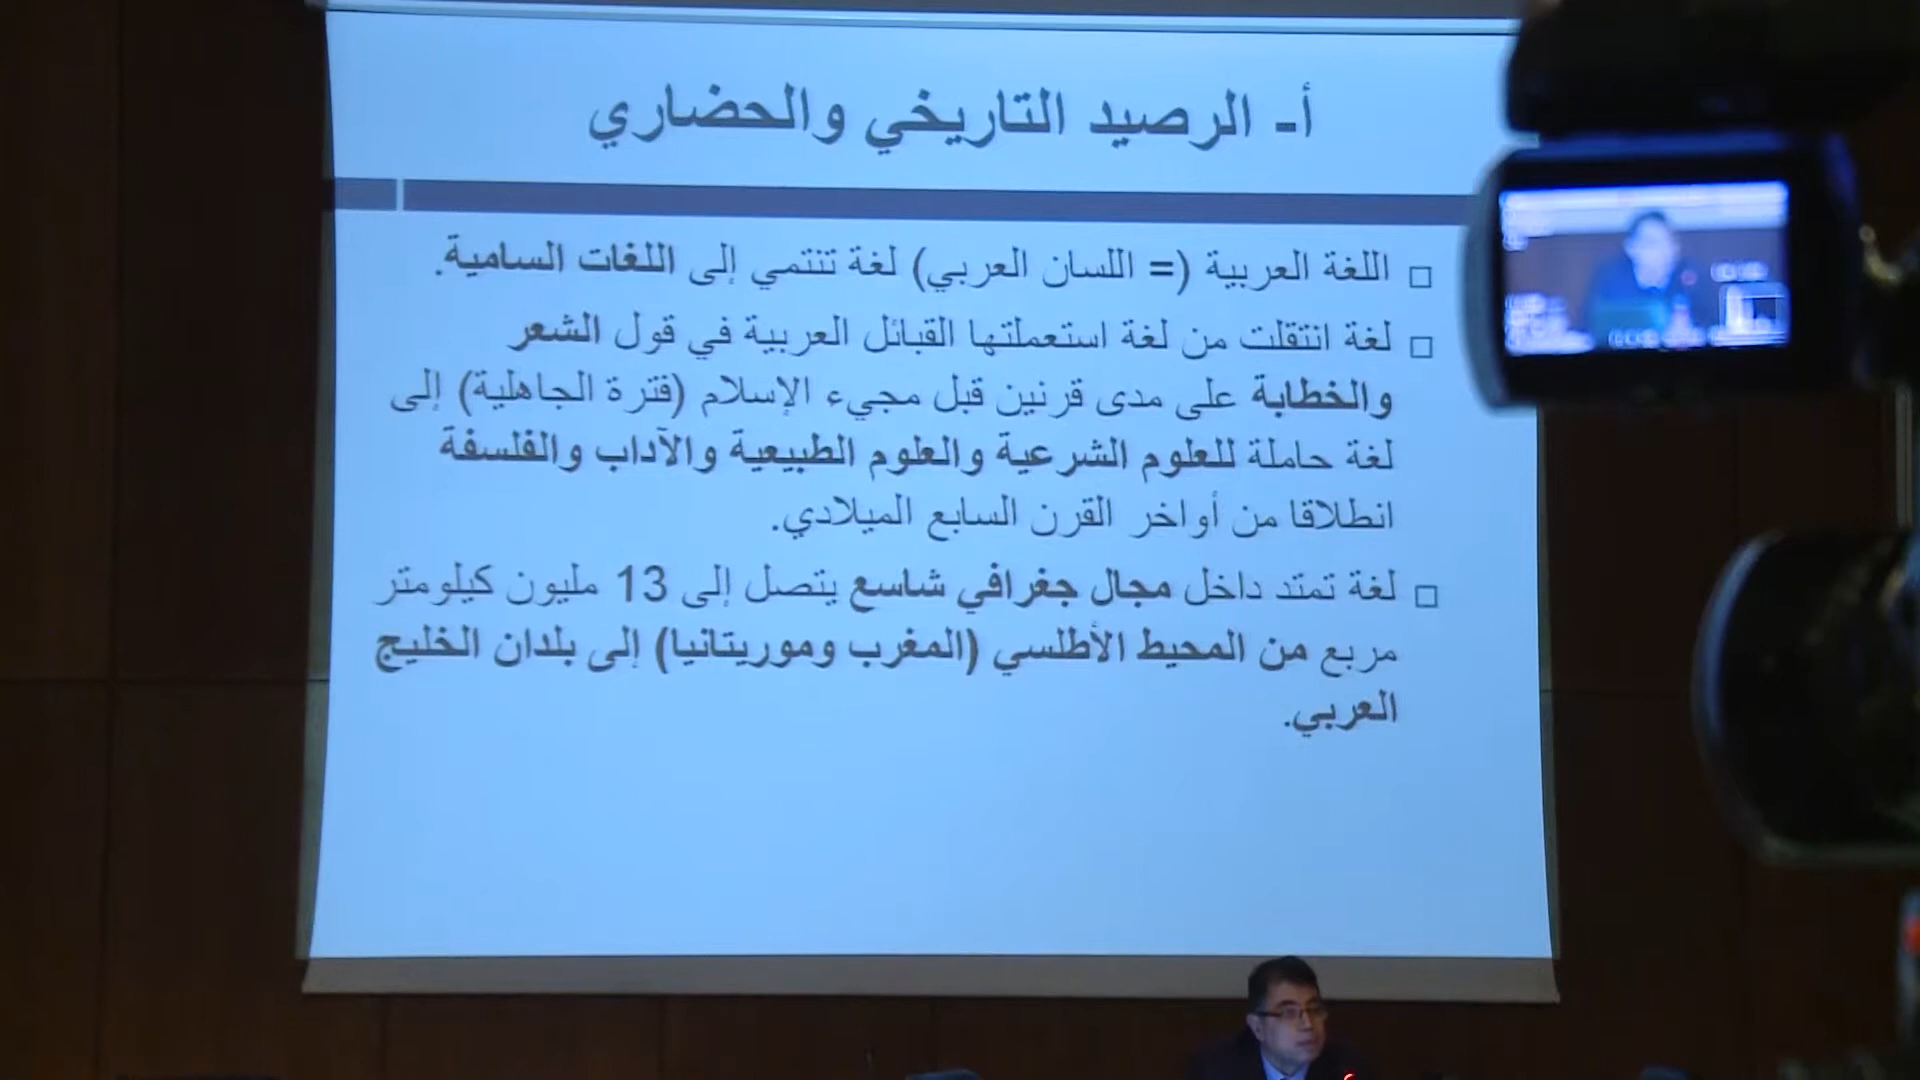 أ- الرصيد التاريخي والحضاري
□ اللغة العربية (= اللسان العربي) لغة تنتمي إلى اللغات السامية.
□ لغة انتقلت من لغة استعملتها القبائل العربية في قول الشعر
والخطابة على مدى قرنين قبل مجيء الإسلام (فترة الجاهلية) إلى
لغة حاملة للعلوم الشرعية والعلوم الطبيعية والآداب والفلسفة
انطلاقا من أواخر القرن السابع الميلادي.
□ لغة تمتد داخل مجال جغرافي شاسع يتصل إلى 13 مليون كيلومتر
مربع من المحيط الأطلسي (المغرب وموريتانيا) إلى بلدان الخليج
العربي.